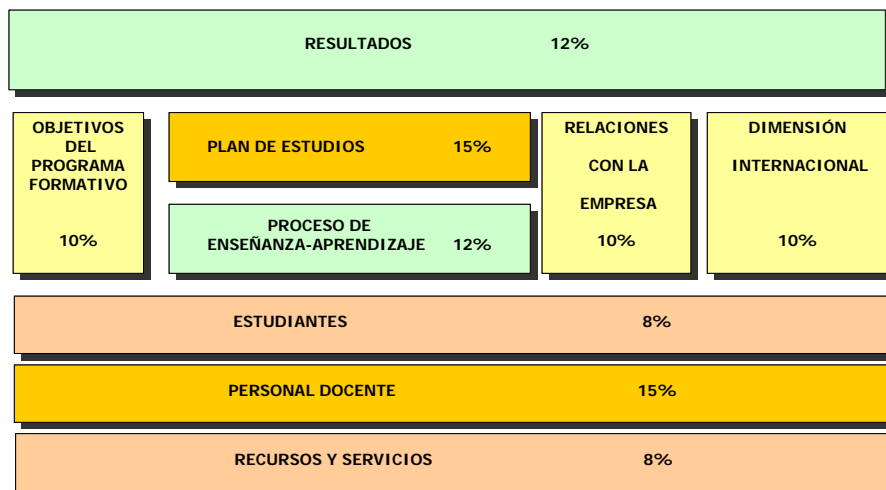 RESULTADOS 12%
OBJETIVOS
DEL
PROGRAMA
FORMATIVO
10%
PLAN DE ESTUDIOS 15%
PROCESO DE
ENSEÑANZA-APRENDIZAJE 12%
RELACIONES
CON LA
EMPRESA
10%
DIMENSIÓN
INTERNACIONAL
10%
ESTUDIANTES 8%
PERSONAL DOCENTE 15%
RECURSOS Y SERVICIOS 8%